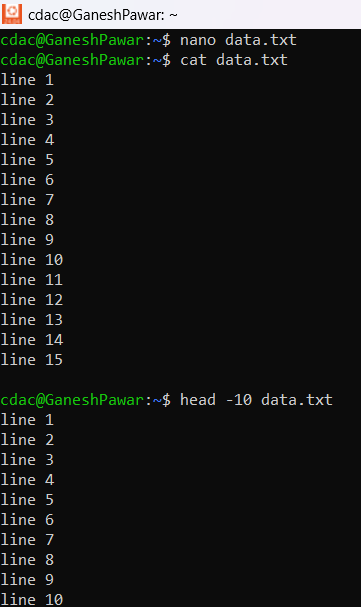 cdac@GaneshPawar: ~
cdac@GaneshPawar:~$ nano data.txt
cdac@GaneshPawar:~$ cat data.txt
line 1
line 2
line 3
line 4
line 5
line 6
line 7
line 8
line 9
line 10
line 11
line 12
line 13
line 14
line 15

cdac@GaneshPawar:~$ head -10 data.txt
line 1
line 2
line 3
line 4
line 5
line 6
line 7
line 8
line 9
line 10